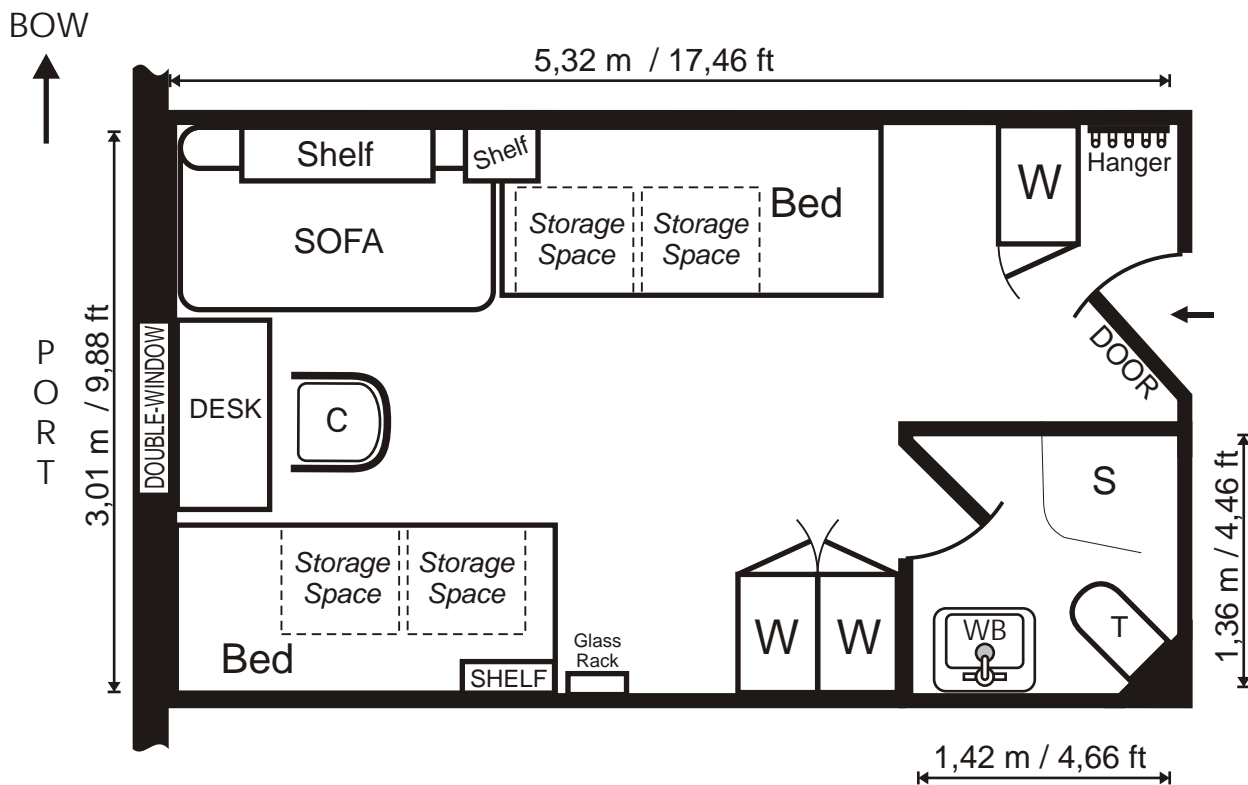 BOW
5,32 m / 17,46 ft
Shelf
Shelf
Bed
W
Hanger
Storage
Space
Storage
Space
SOFA
PORT
3,01 m / 9,88 ft
DOUBLE-WINDOW
DESK
C
DOOR
S
1,36 m / 4,46 ft
Storage
Space
Storage
Space
Bed
SHELF
Glass
Rack
W
W
WB
T
1,42 m / 4,66 ft